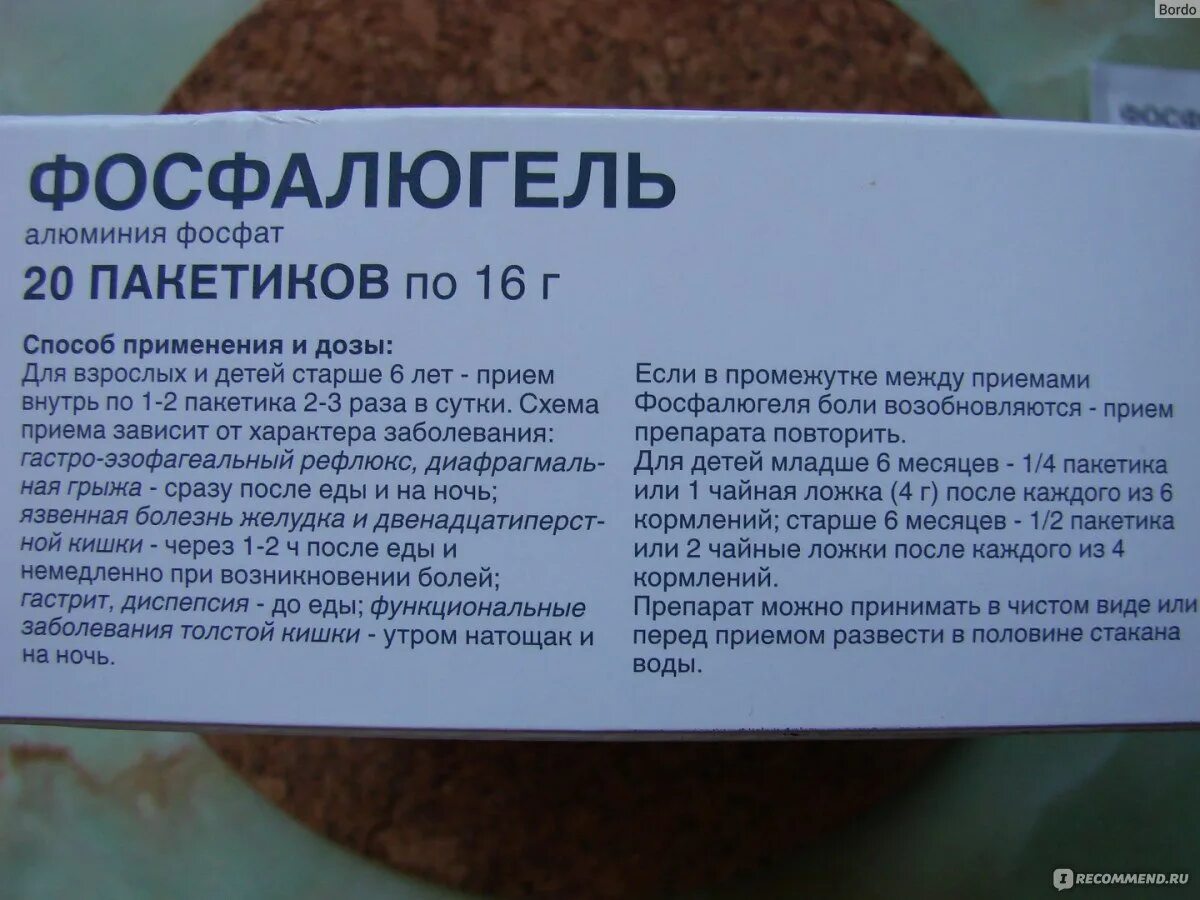 Bordo
ФОСФ
ФОСФАЛЮГЕЛЬ
алюминия фосфат
20 ПАКЕТИКОВ по 16 г
Способ применения и дозы:
Для взрослых и детей старше 6 лет - прием
внутрь по 1-2 пакетика 2-3 раза в сутки. Схема
приема зависит от характера заболевания:
гастро-эзофагеальный рефлюкс, диафрагмаль-
ная грыжа - сразу после еды и на ночь;
язвенная болезнь желудка и двенадцатиперст-
ной кишки - через 1-2 ч после еды и
немедленно при возникновении болей;
гастрит, диспепсия - до еды; функциональные
заболевания толстой кишки - утром натощак и
на ночь.
Если в промежутке между приемами
Фосфалюгеля боли возобновляются - прием
препарата повторить.
Для детей младше 6 месяцев - 1/4 пакетика
или 1 чайная ложка (4 г) после каждого из 6
кормлений; старше 6 месяцев - 1/2 пакетика
или 2 чайные ложки после каждого из 4
кормлений.
Препарат можно принимать в чистом виде или
перед приемом развести в половине стакана
воды.
IRECOMMEND.RU